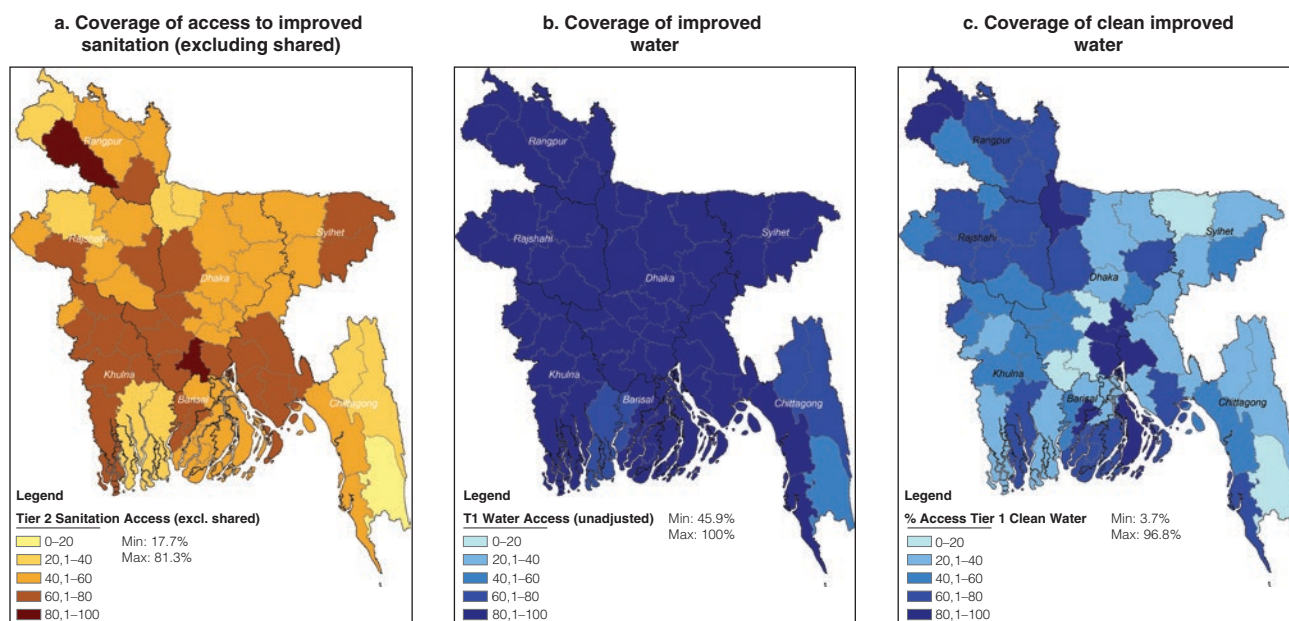 a. Coverage of access to improved
sanitation (excluding shared)
Rangpur
Rajshahi
Sylhet
Dhaka
Khulna
Barisal
Chittagong
Legend
Tier 2 Sanitation Access (excl. shared)
0–20
20,1–40
40,1–60
60,1–80
80,1–100
Min: 17.7%
Max: 81.3%
b. Coverage of improved
water
Rangpur
Rajshahi
Sylhet
Dhaka
Khulna
Barisal
Chittagong
Legend
T1 Water Access (unadjusted)
0–20
20,1–40
40,1–60
60,1–80
80,1–100
Min: 45.9%
Max: 100%
c. Coverage of clean improved
water
Rangpur
Rajshahi
Sylhet
Dhaka
Khulna
Barisal
Chittagong
Legend
% Access Tier 1 Clean Water
0–20
20,1–40
40,1–60
60,1–80
80,1–100
Min: 3.7%
Max: 96.8%